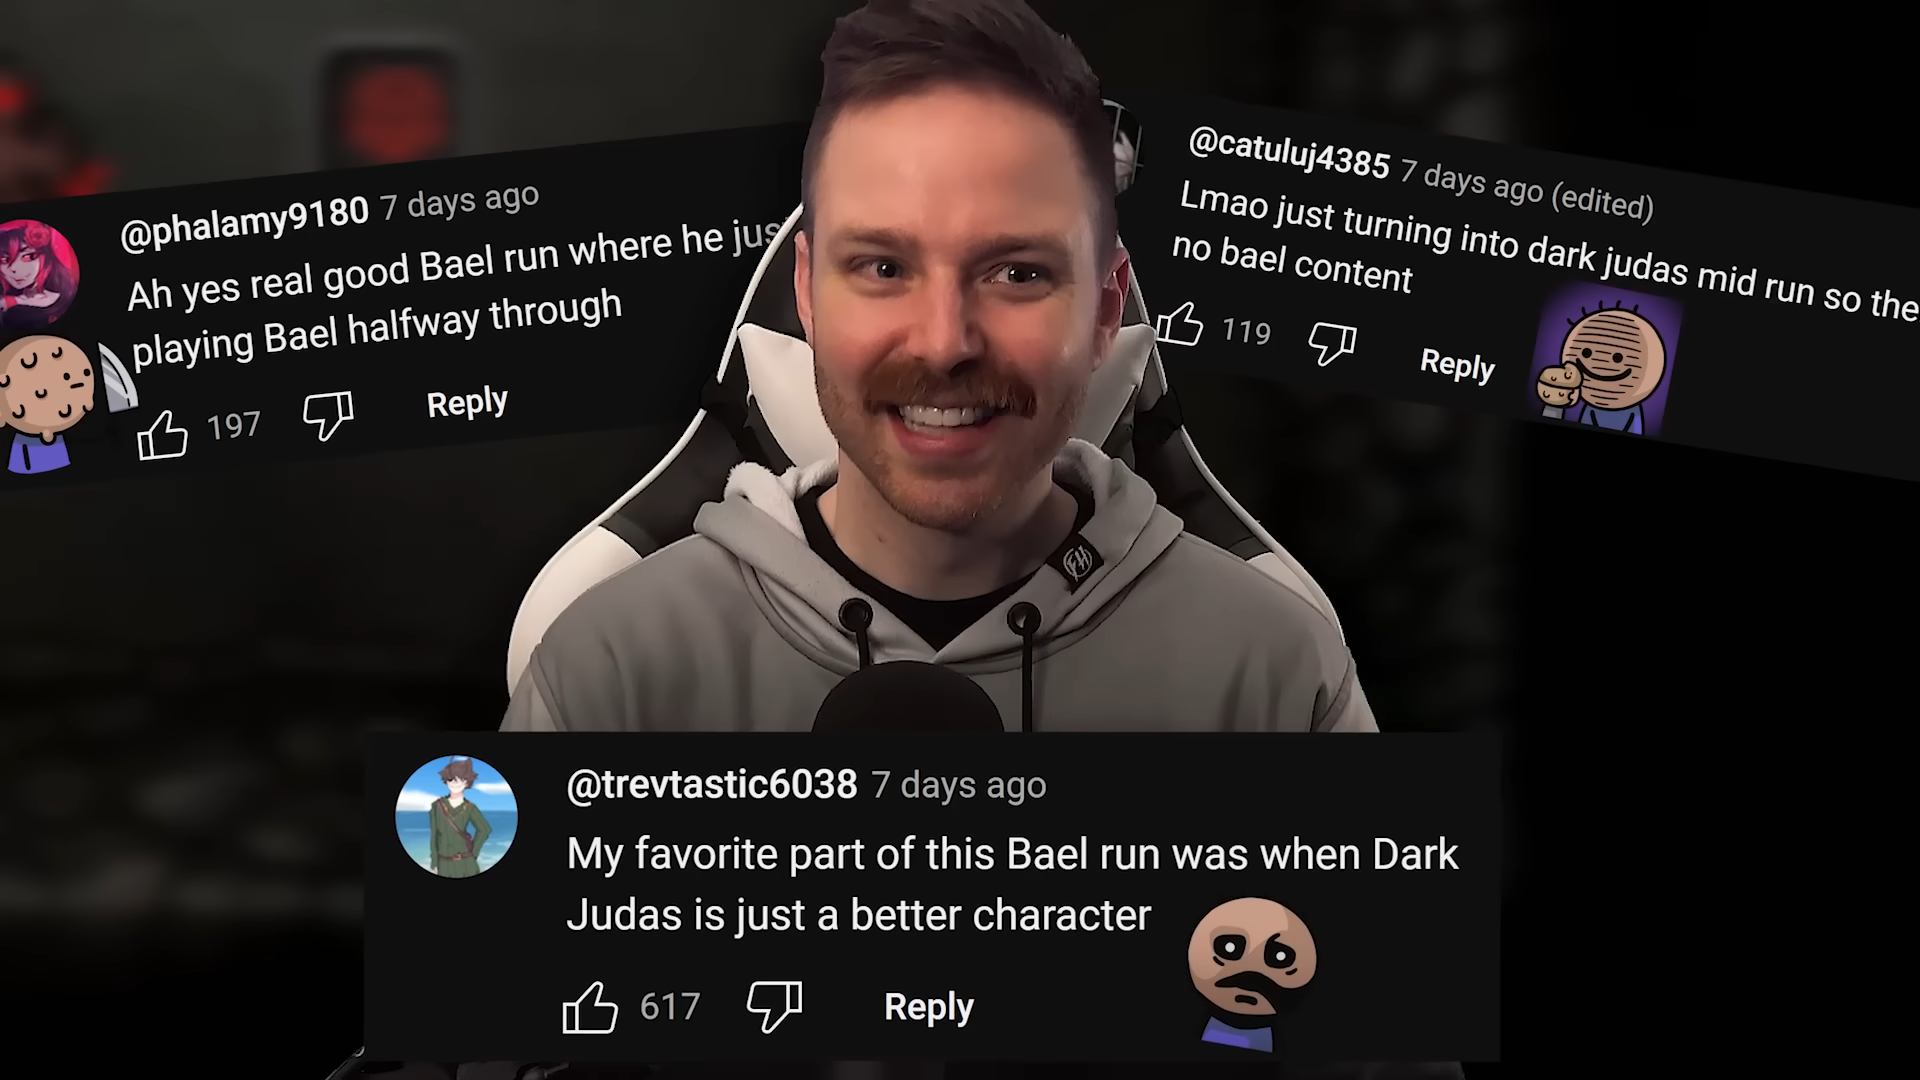 @phalamy9180 7 days ago
Ah yes real good Bael run where he
playing Bael halfway through
197
Reply
@catuluj4385 7 days ago (edited)
Lmao just turning into dark judas mid run so
no bael content
119
Reply
@trevtastic6038 7 days ago
My favorite part of this Bael run was when Dark
Judas is just a better character
617
Reply